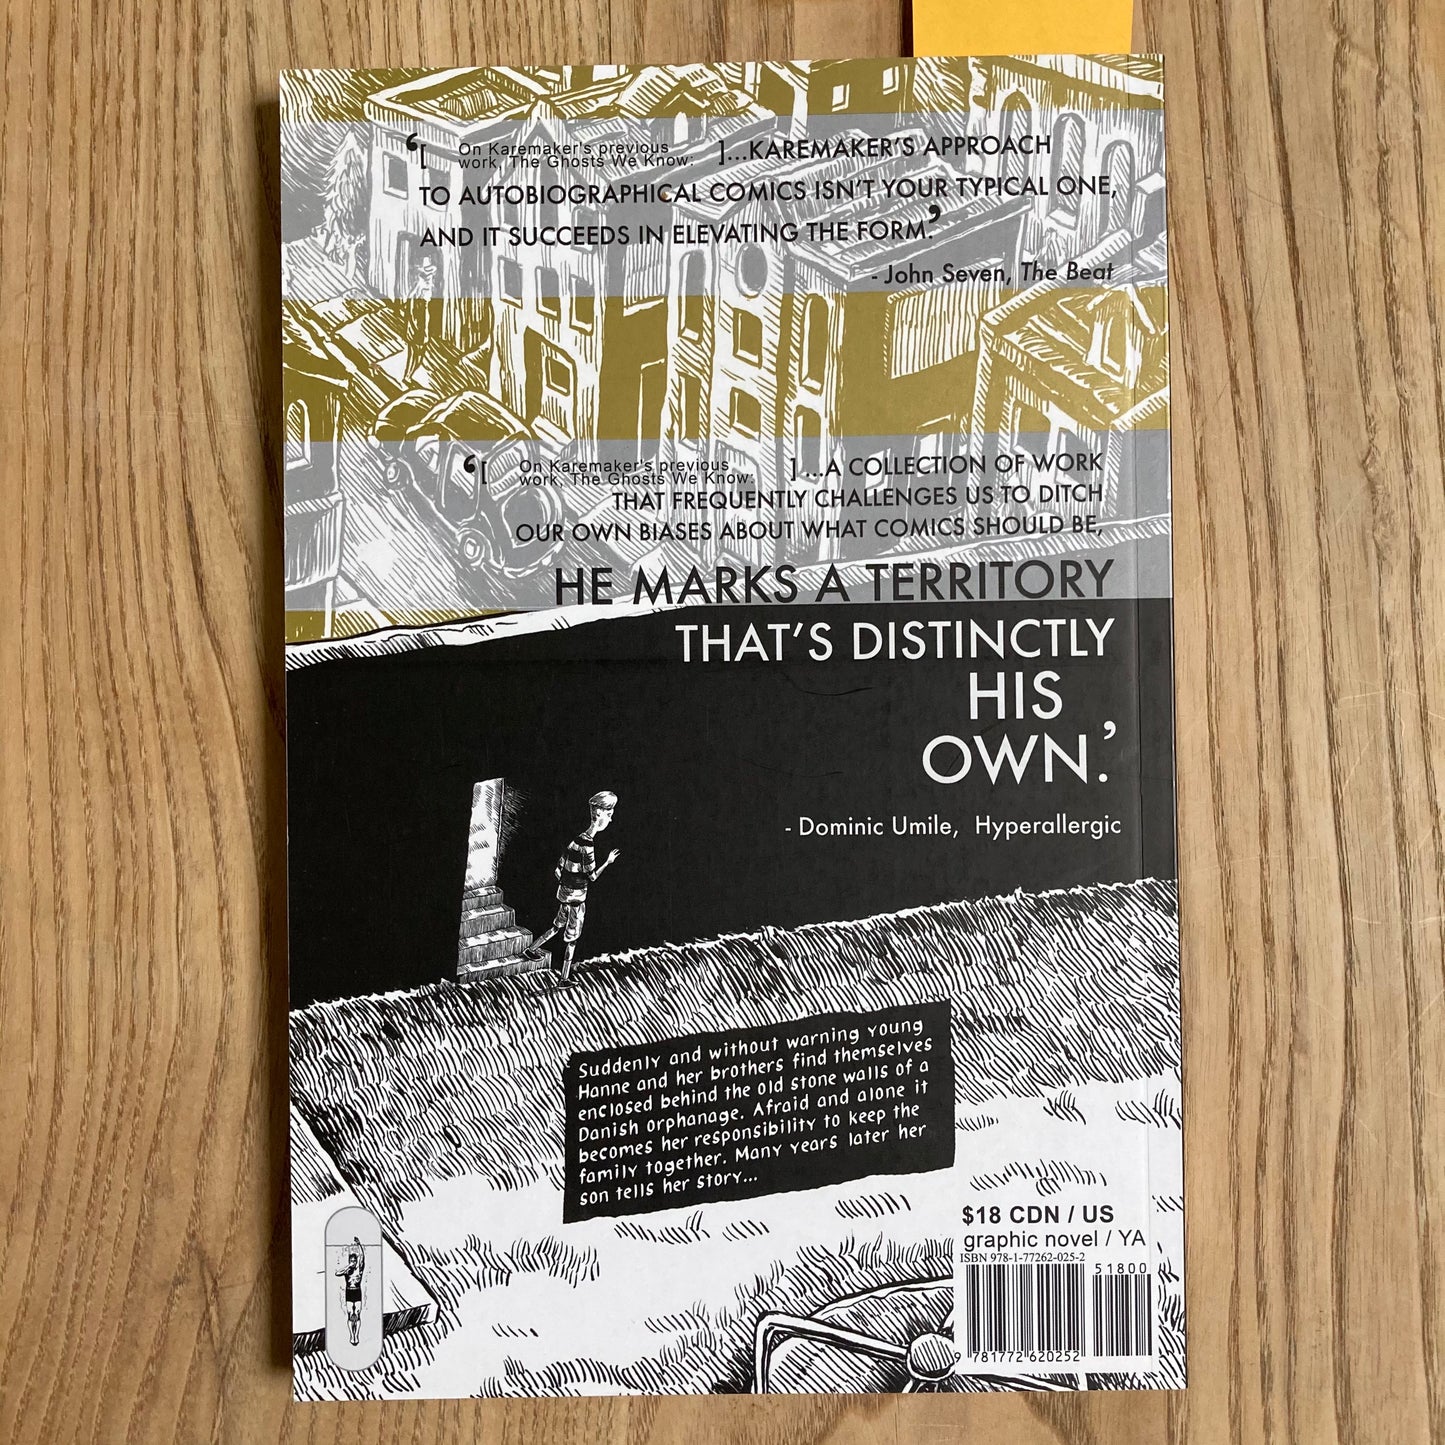 ‘[ On Karemaker's previous
work, The Ghosts We Know: ]...KAREMAKER'S APPROACH
TO AUTOBIOGRAPHICAL COMICS ISN'T YOUR TYPICAL ONE,
AND IT SUCCEEDS IN ELEVATING THE FORM.’
- John Seven, The Beat
‘[ On Karemaker's previous
work, The Ghosts We Know: ] ...A COLLECTION OF WORK
THAT FREQUENTLY CHALLENGES US TO DITCH
OUR OWN BIASES ABOUT WHAT COMICS SHOULD BE,
HE MARKS A TERRITORY
THAT'S DISTINCTLY
HIS
OWN.’
- Dominic Umile, Hyperallergic
Suddenly and without warning young
Hanne and her brothers find themselves
enclosed behind the old stone walls of a
Danish orphanage. Afraid and alone it
becomes her responsibility to keep the
family together. Many years later her
son tells her story...
$18 CDN / US
graphic novel / YA
ISBN 978-1-77262-025-2
51800
9 781772 620252